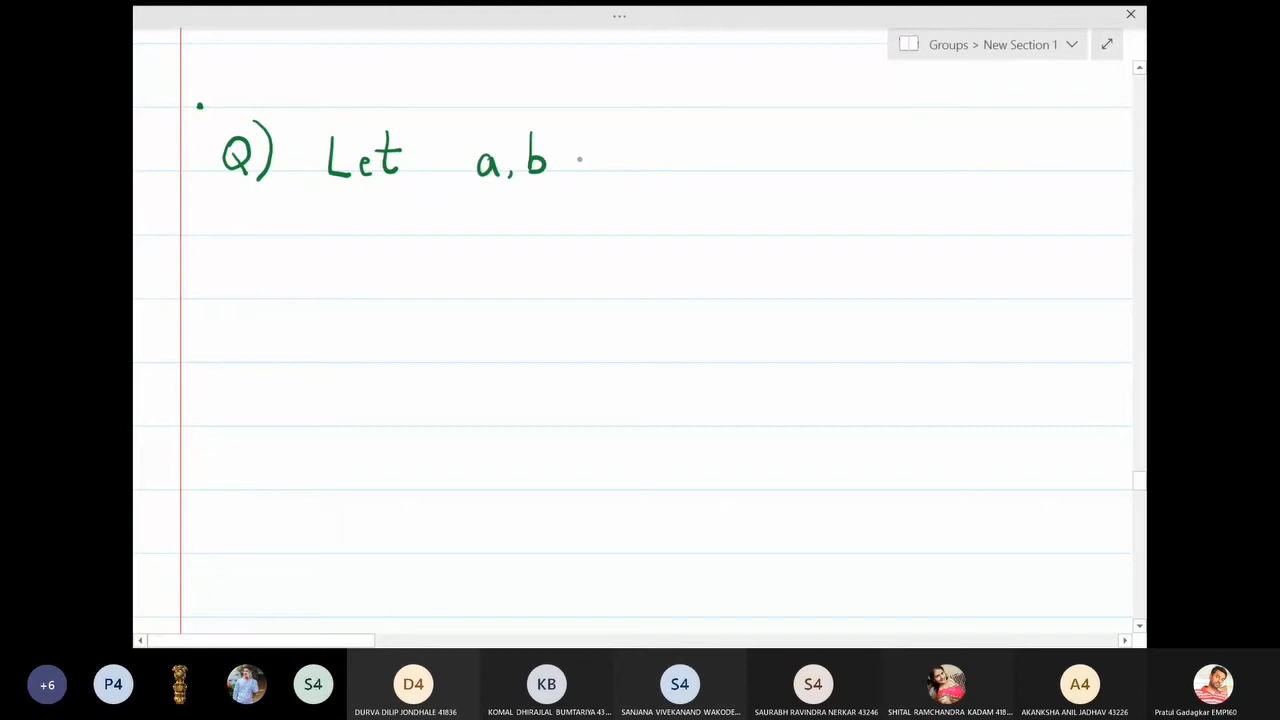 Groups > New Section 1
Q) Let a, b
+6
P4
S4
D4
KB
S4
S4
A4
DURVA DILIP JONDHALE 41836
KOMAL DHIRAJLAL BUMTARIYA 43...
SANJANA VIVEKANAND WAKODE...
SAURABH RAVINDRA NERKAR 43246
SHITAL RAMCHANDRA KADAM 418...
AKANKSHA ANIL JADHAV 43226
Pratul Gadagkar EMP160